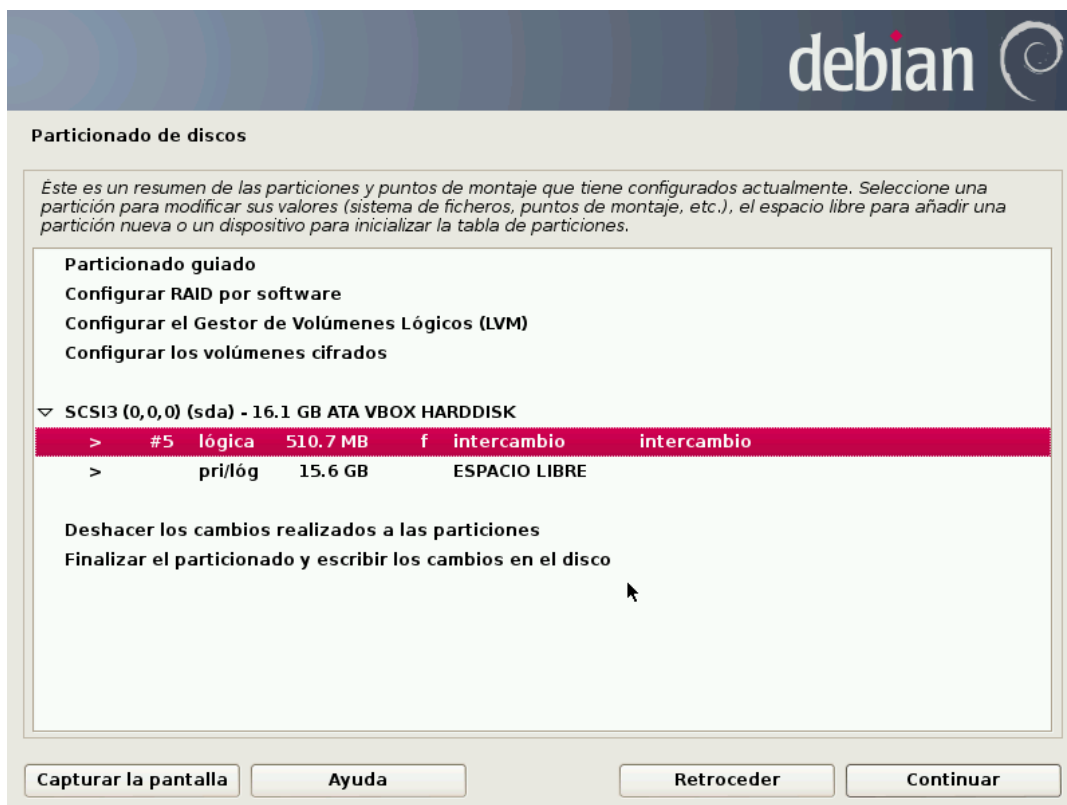 debian
Particionado de discos
Éste es un resumen de las particiones y puntos de montaje que tiene configurados actualmente. Seleccione una
partición para modificar sus valores (sistema de ficheros, puntos de montaje, etc.), el espacio libre para añadir una
partición nueva o un dispositivo para inicializar la tabla de particiones.
Particionado guiado
Configurar RAID por software
Configurar el Gestor de Volúmenes Lógicos (LVM)
Configurar los volúmenes cifrados
SCSI3 (0,0,0) (sda) - 16.1 GB ATA VBOX HARDDISK
> #5 lógica 510.7 MB f intercambio intercambio
> pri/lóg 15.6 GB ESPACIO LIBRE
Deshacer los cambios realizados a las particiones
Finalizar el particionado y escribir los cambios en el disco
Capturar la pantalla Ayuda Retroceder Continuar